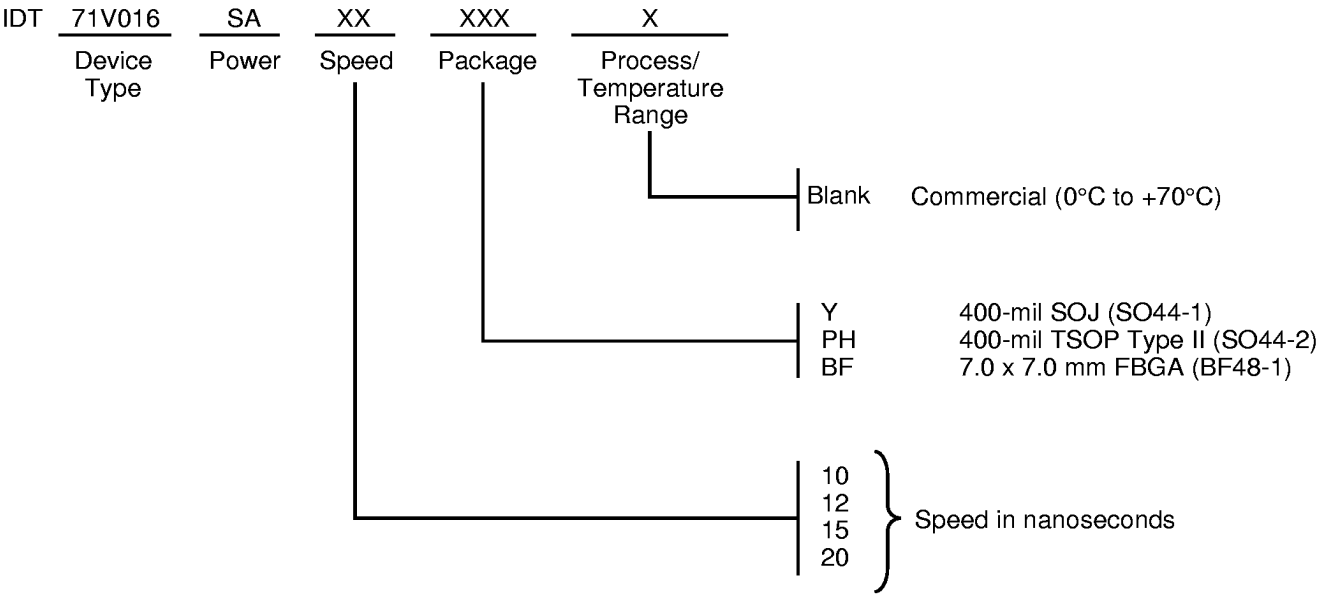 IDT 71V016 SA XX XXX X
Device Power Speed Package Process/
Type Temperature
Range
Blank Commercial (0°C to +70°C)
Y 400-mil SOJ (SO44-1)
PH 400-mil TSOP Type II (SO44-2)
BF 7.0 x 7.0 mm FBGA (BF48-1)
10
12
Speed in nanoseconds
15
20